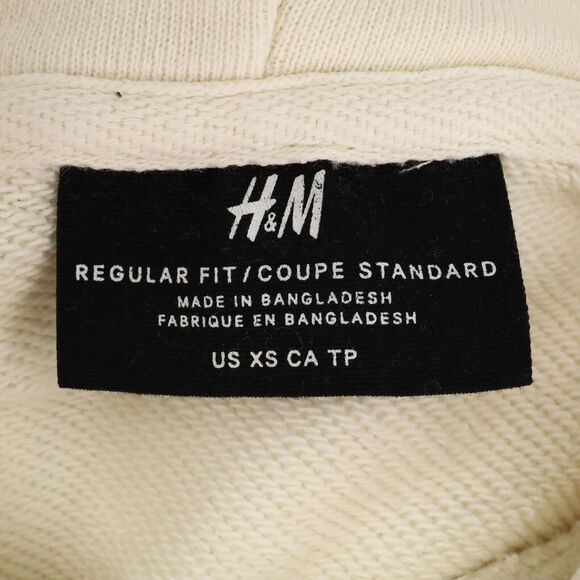 H&M
REGULAR FIT / COUPE STANDARD
MADE IN BANGLADESH
FABRIQUE EN BANGLADESH
US XS CA TP